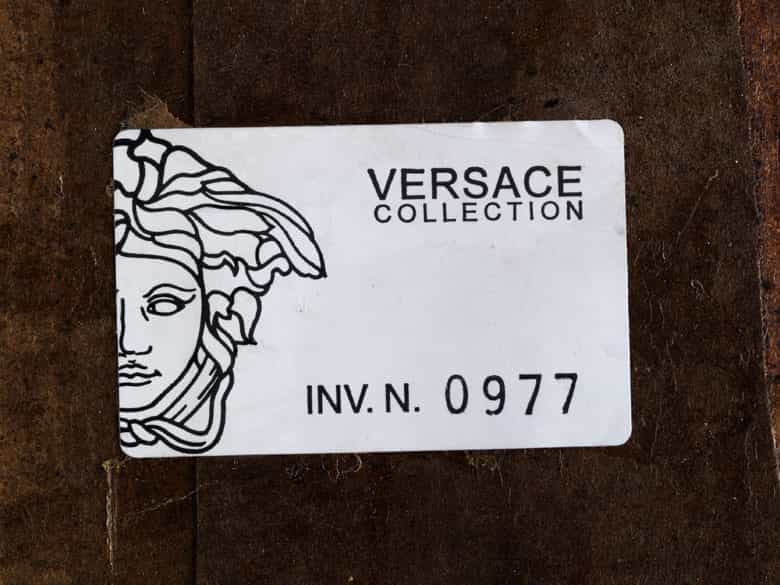 VERSACE
COLLECTION
INV. N. 0977